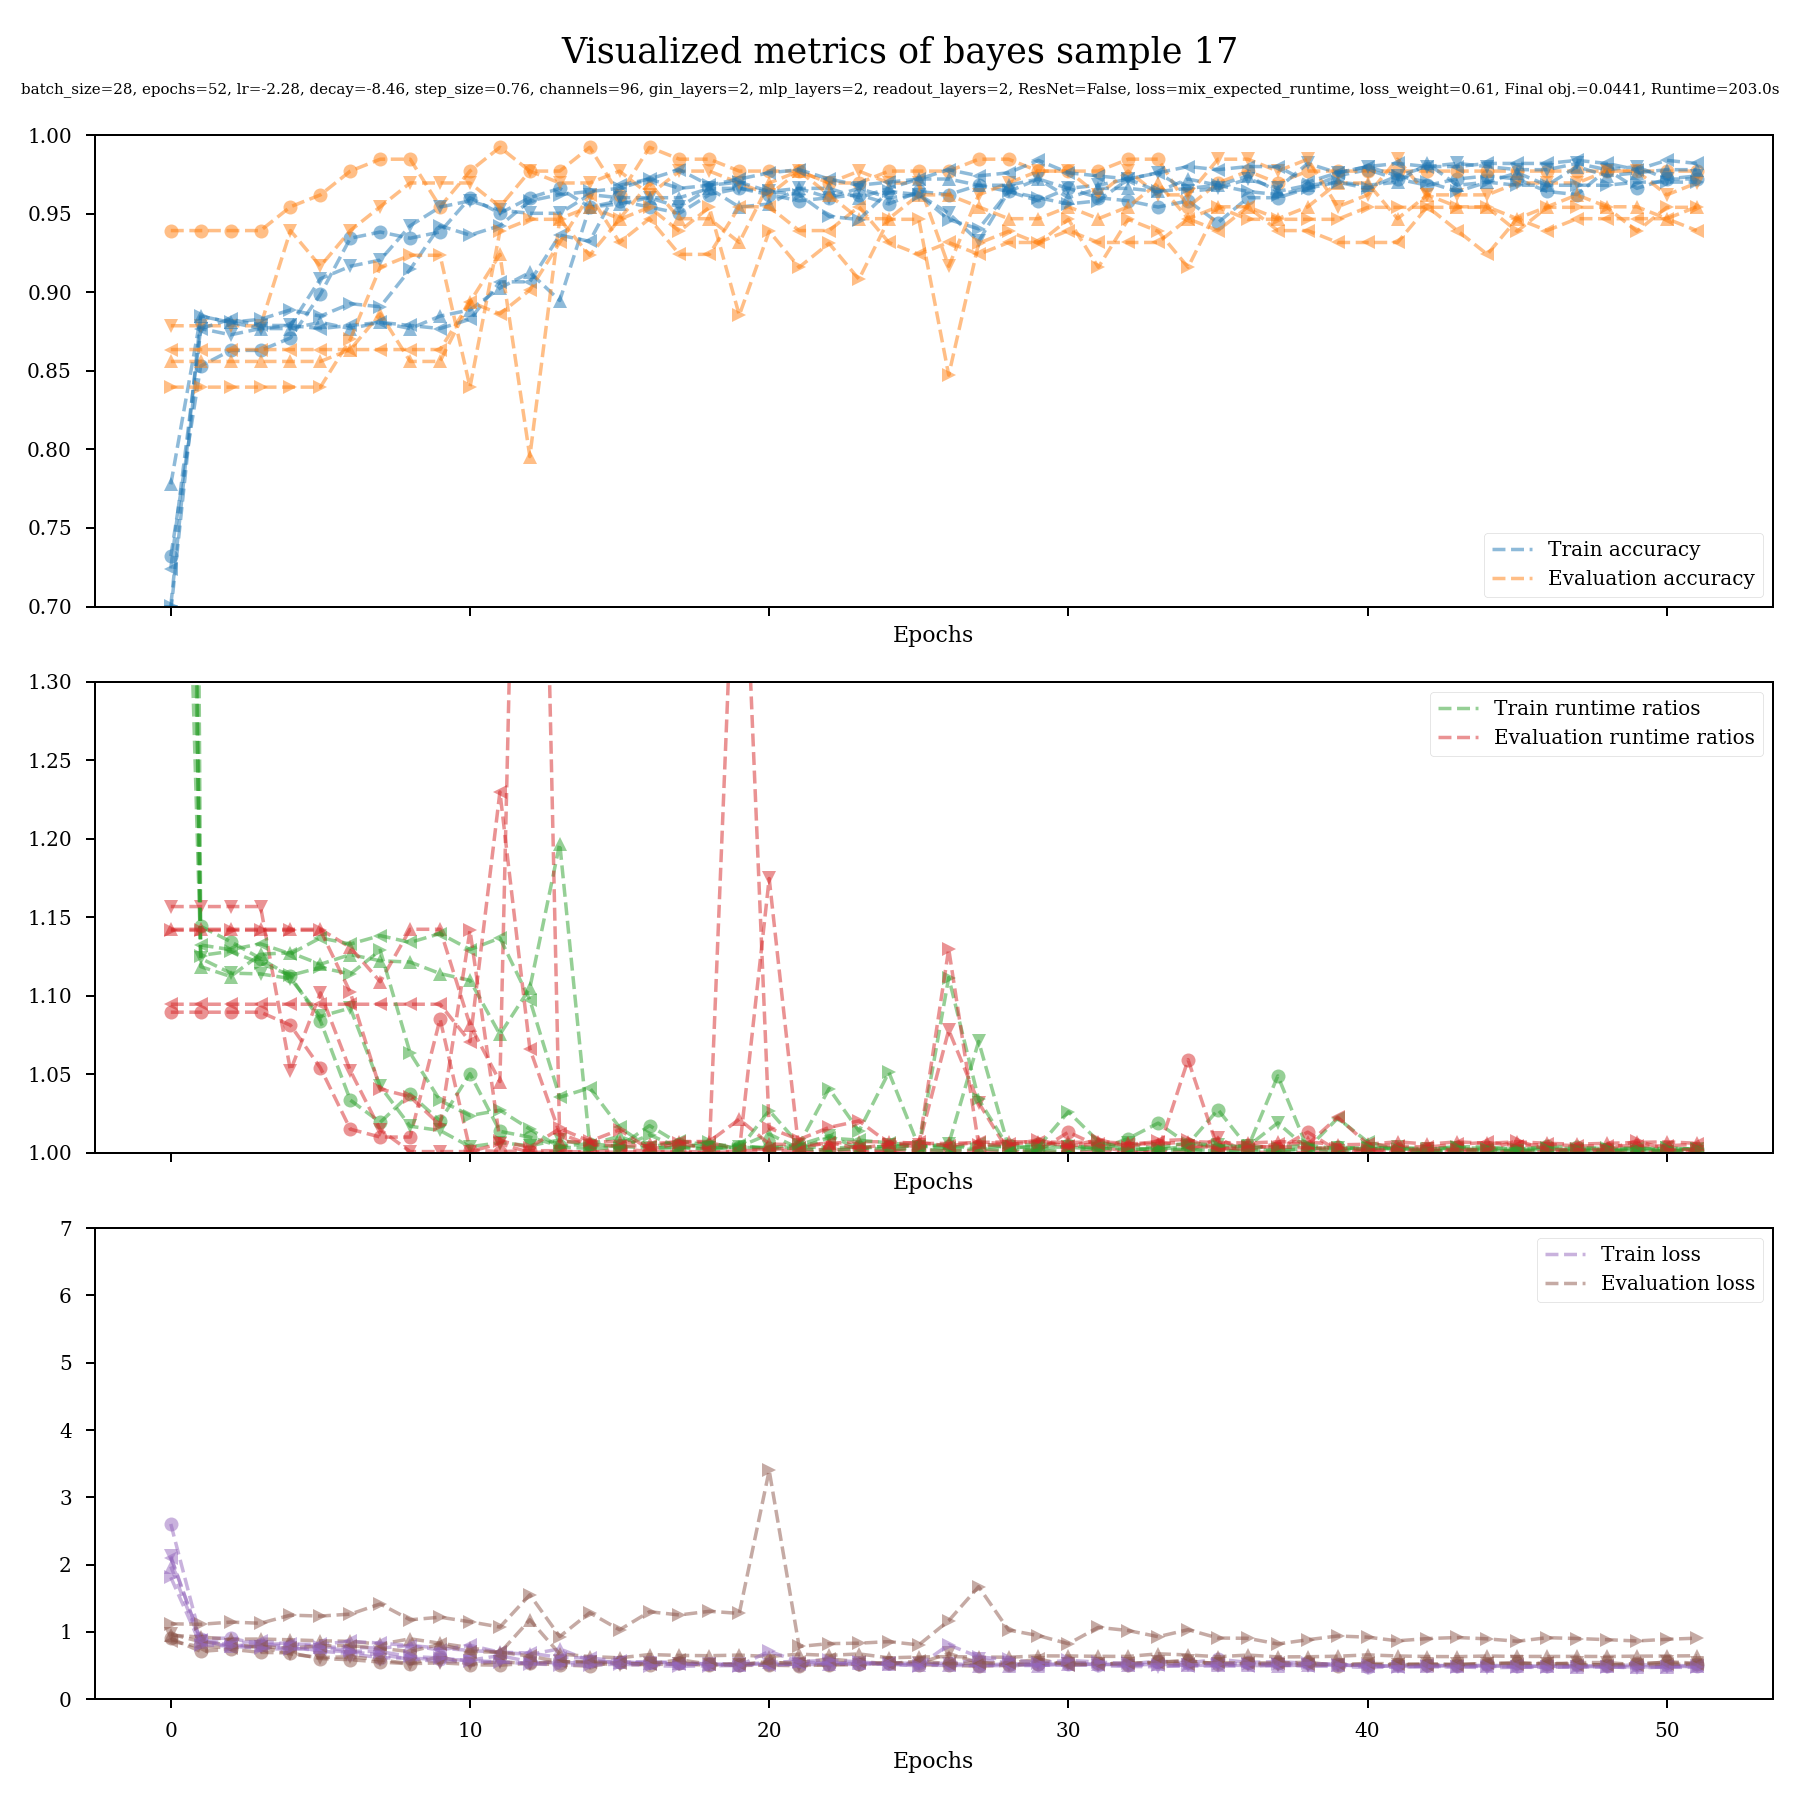 Visualized metrics of bayes sample 17
batch_size=28, epochs=52, lr=-2.28, decay=-8.46, step_size=0.76, channels=96, gin_layers=2, mlp_layers=2, readout_layers=2, ResNet=False, loss=mix_expected_runtime, loss_weight=0.61, Final obj.=0.0441, Runtime=203.0s
1.00
0.95
0.90
0.85
0.80
0.75
0.70
Train accuracy
Evaluation accuracy
Epochs
1.30
1.25
1.20
1.15
1.10
1.05
1.00
Train runtime ratios
Evaluation runtime ratios
Epochs
7
6
5
4
3
2
1
0
Train loss
Evaluation loss
0 10 20 30 40 50
Epochs